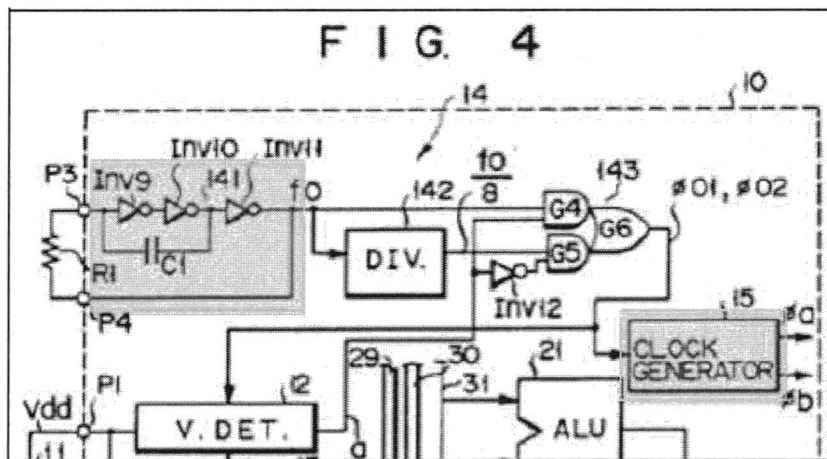 FIG. 4
10
14
Inv10 Inv11
P3 Inv9 141 f0
142
f0/8
143
ø01, ø02
G4
G6
G5
DIV.
C1
R1
Inv12
P4
15
øa
CLOCK
GENERATOR
øb
29 30
31
21
P1
12
Vdd
V. DET.
a
ALU
11